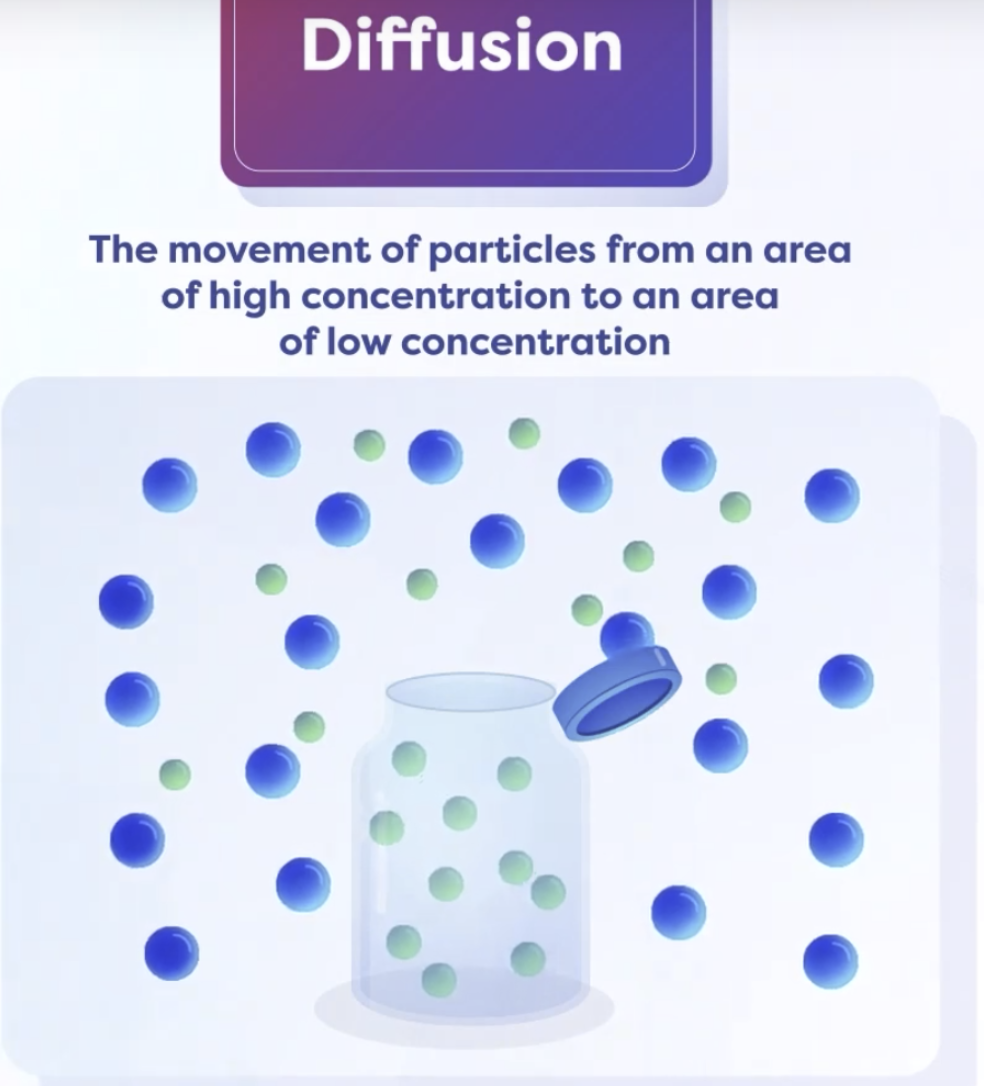 Diffusion
The movement of particles from an area
of high concentration to an area
of low concentration